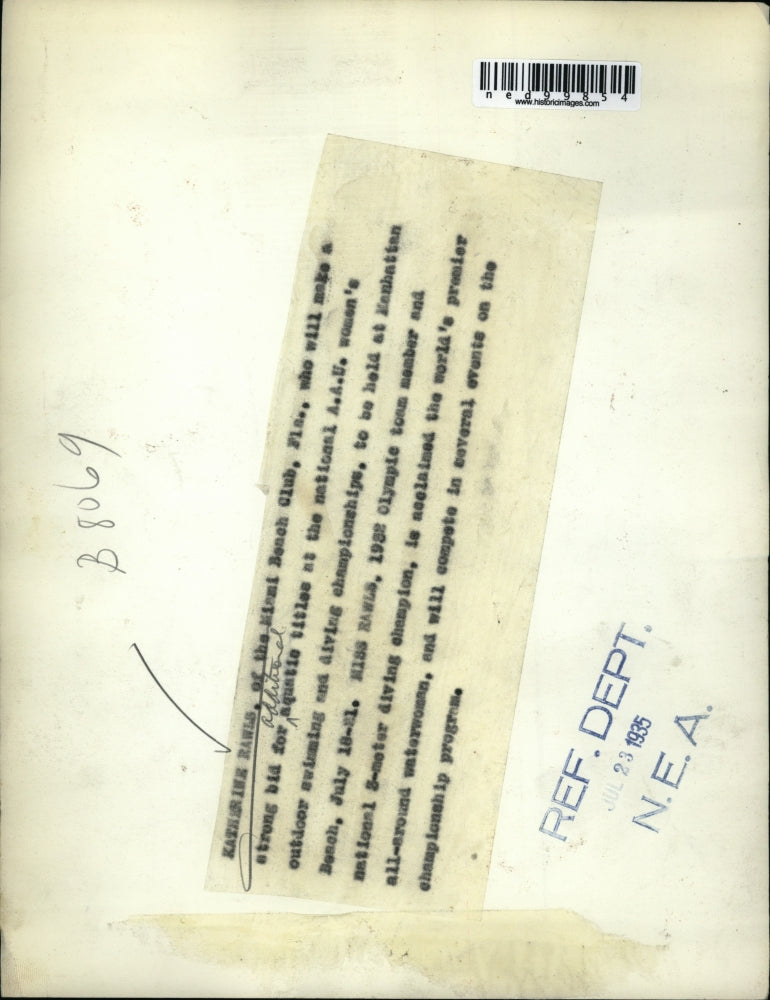 ned99854
www.historicimages.com
KATHERINE RAWLS, of the Miami Beach Club, Fla., who will make a
strong bid for additional aquatic titles at the national A.A.U. women's
outdoor swimming and diving championships, to be held at Manhattan
Beach, July 18-21. MISS RAWLS, 1932 Olympic team member and
national 3-meter diving champion, is acclaimed the world's premier
all-around waterwoman, and will compete in several events on the
championship program.
B 8069
REF. DEPT.
JUL 23 1935
N. E. A.